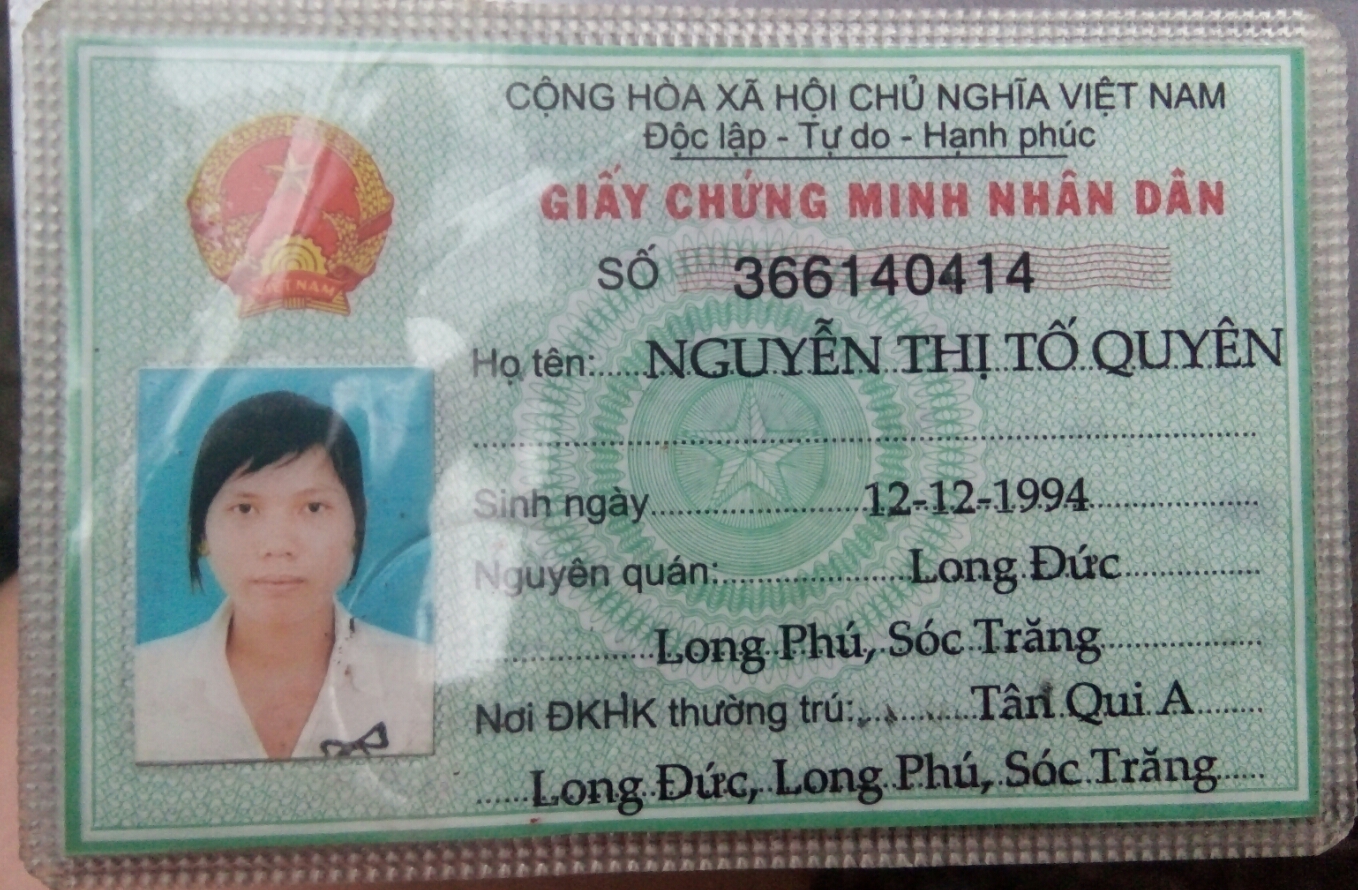 CỘNG HÒA XÃ HỘI CHỦ NGHĨA VIỆT NAM
Độc lập - Tự do - Hạnh phúc
GIẤY CHỨNG MINH NHÂN DÂN
SỐ 366140414
Họ tên: NGUYỄN THỊ TỐ QUYÊN
Sinh ngày 12-12-1994
Nguyên quán: Long Đức
Long Phú, Sóc Trăng
Nơi ĐKHK thường trú: Tân Qui A
Long Đức, Long Phú, Sóc Trăng
VIỆT NAM